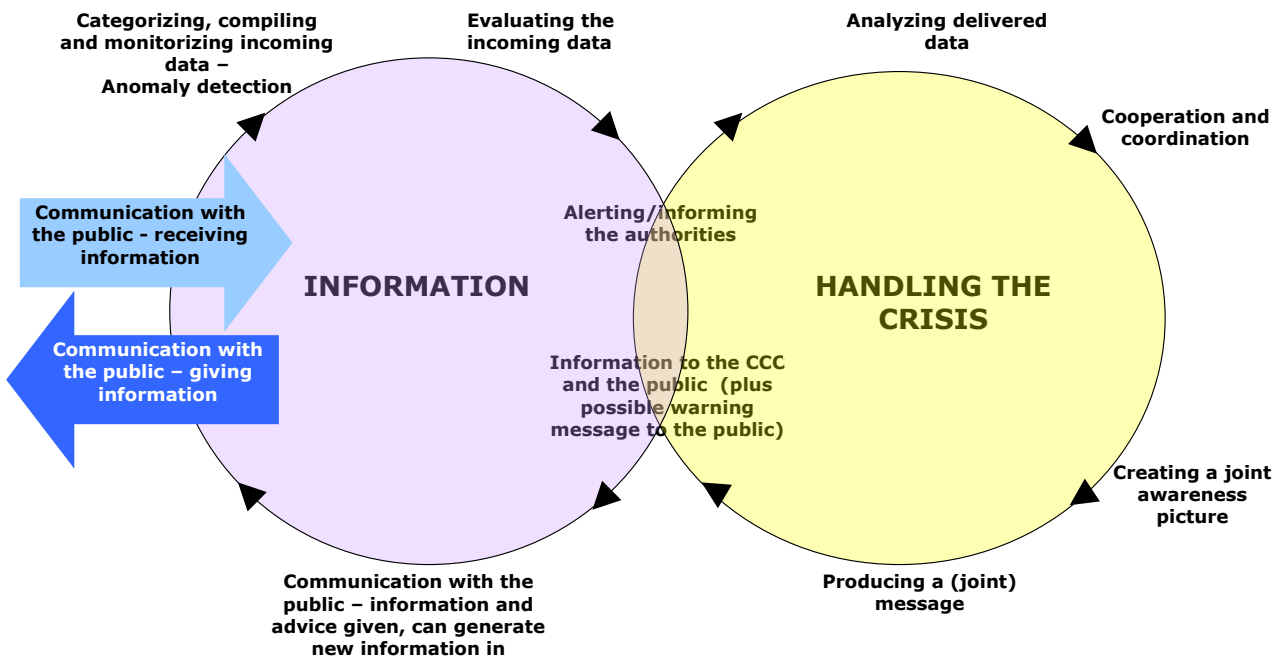 Categorizing, compiling
and monitorizing incoming
data –
Anomaly detection
Evaluating the
incoming data
Analyzing delivered
data
Cooperation and
coordination
Communication with
the public - receiving
information
Alerting/informing
the authorities
INFORMATION
HANDLING THE
CRISIS
Communication with
the public – giving
information
Information to the CCC
and the public (plus
possible warning
message to the public)
Creating a joint
awareness
picture
Communication with the
public – information and
advice given, can generate
new information in
Producing a (joint)
message